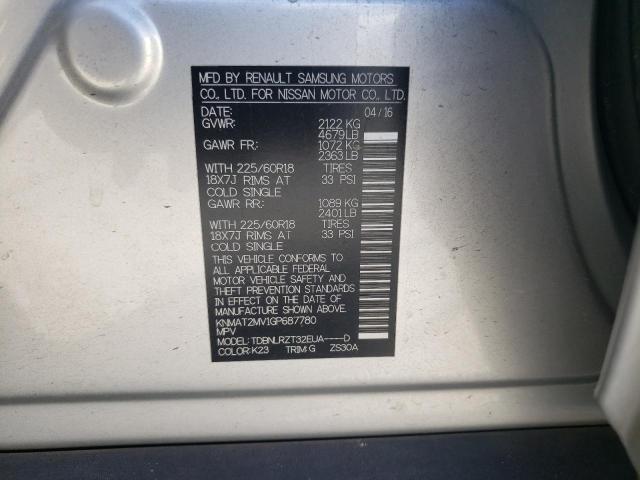 MFD BY RENAULT SAMSUNG MOTORS
CO., LTD. FOR NISSAN MOTOR CO., LTD.
DATE: 04/16
GVWR: 2122 KG
4679 LB
GAWR FR: 1072 KG
2363 LB
WITH 225/60R18 TIRES
18X7J RIMS AT 33 PSI
COLD SINGLE
GAWR RR: 1089 KG
2401 LB
WITH 225/60R18 TIRES
18X7J RIMS AT 33 PSI
COLD SINGLE
THIS VEHICLE CONFORMS TO
ALL APPLICABLE FEDERAL
MOTOR VEHICLE SAFETY AND
THEFT PREVENTION STANDARDS
IN EFFECT ON THE DATE OF
MANUFACTURE SHOWN ABOVE.
KNMAT2MV1GP687780
MPV
MODEL: TDBNLRZT32EUA----D
COLOR: K23 TRIM: G ZS30A